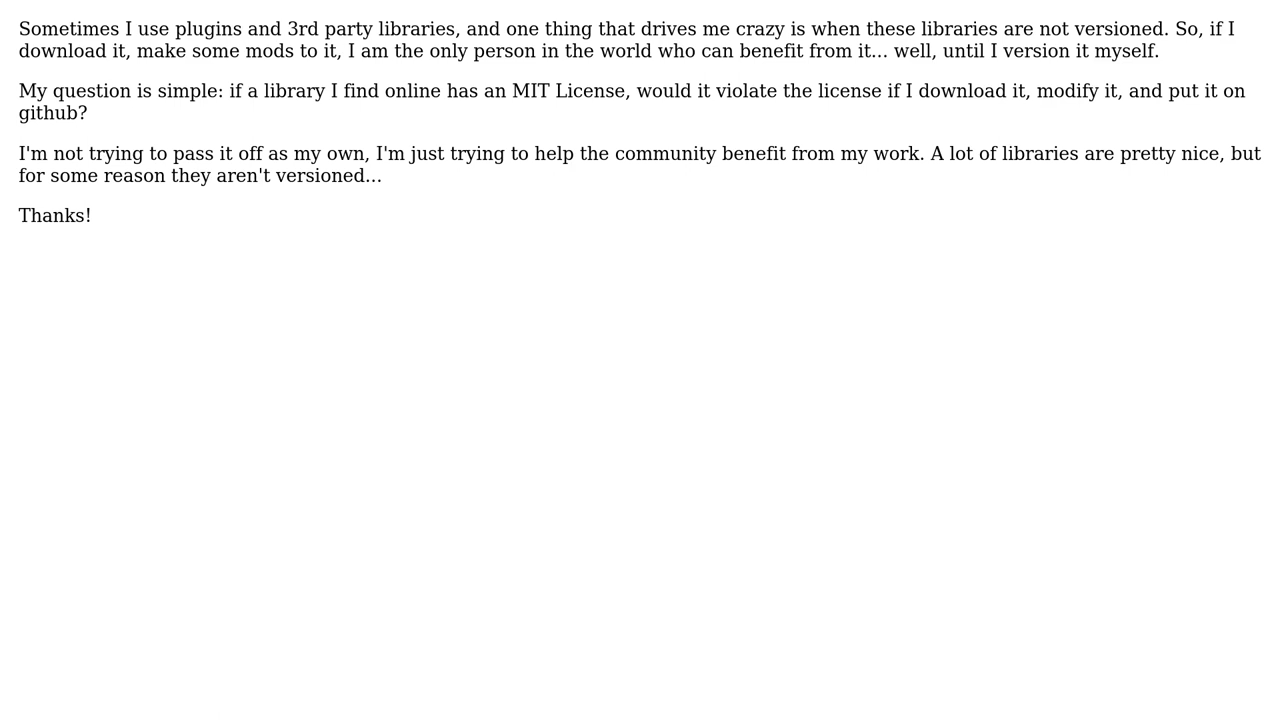 Sometimes I use plugins and 3rd party libraries, and one thing that drives me crazy is when these libraries are not versioned. So, if I
download it, make some mods to it, I am the only person in the world who can benefit from it... well, until I version it myself.
My question is simple: if a library I find online has an MIT License, would it violate the license if I download it, modify it, and put it on
github?
I'm not trying to pass it off as my own, I'm just trying to help the community benefit from my work. A lot of libraries are pretty nice, but
for some reason they aren't versioned...
Thanks!